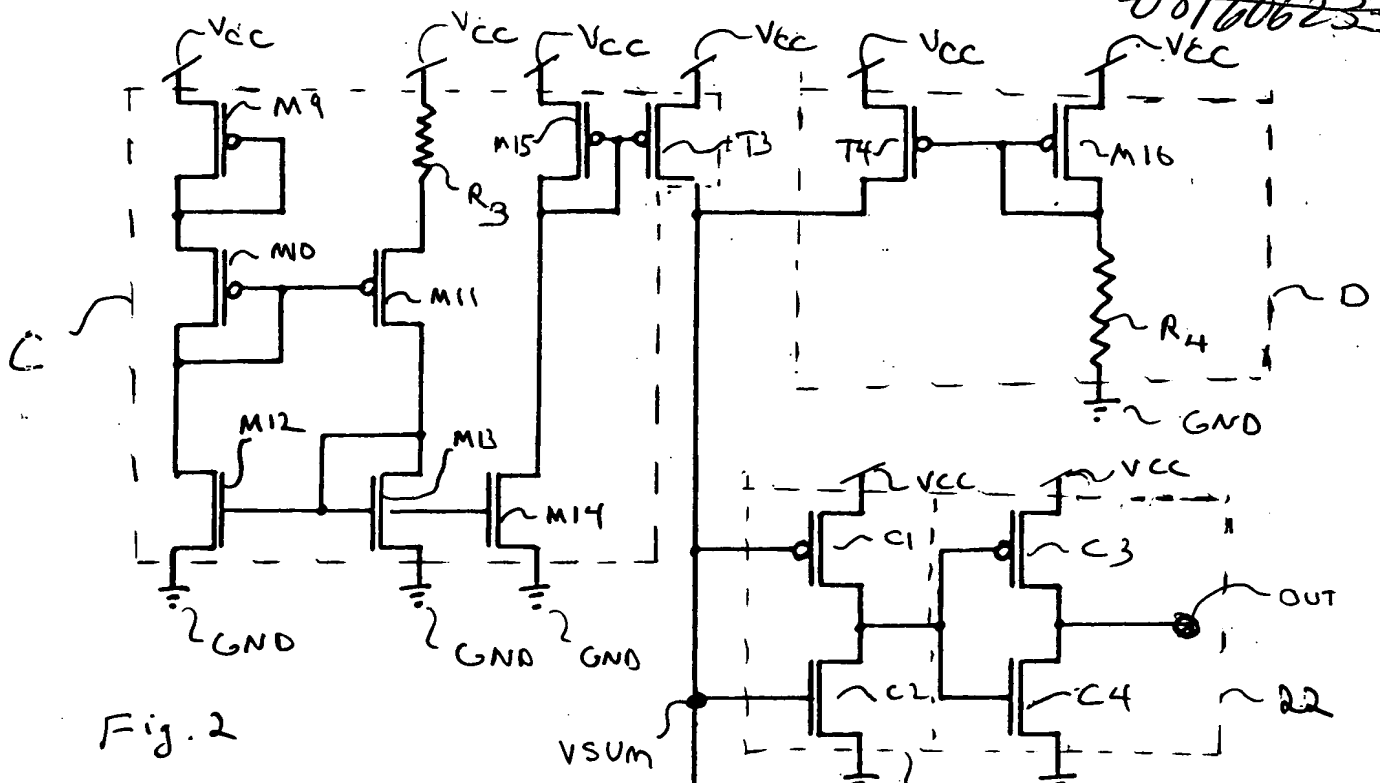 VCC
VCC
VCC
VCC
VCC
VCC
M9
M15
T3
T4
M16
R3
M10
M11
C
D
R4
GND
M12
M13
M14
VCC
VCC
C1
C3
OUT
GND
GND
GND
C2
C4
22
Fig. 2
VSUM